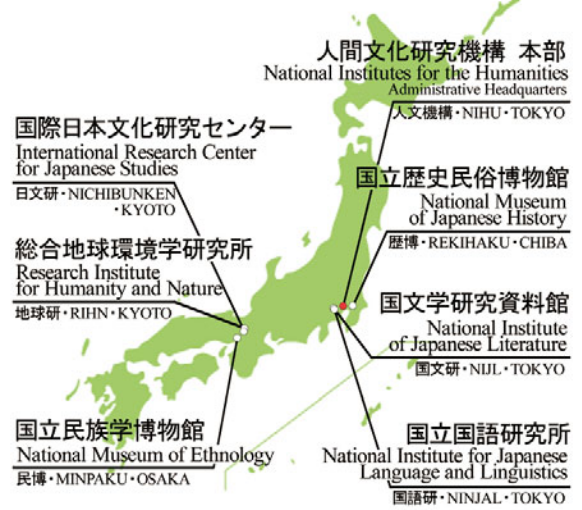 人間文化研究機構 本部
National Institutes for the Humanities
Administrative Headquarters
人文機構・NIHU・TOKYO
国際日本文化研究センター
International Research Center
for Japanese Studies
日文研・NICHIBUNKEN
・KYOTO
国立歴史民俗博物館
National Museum
of Japanese History
歴博・REKIHAKU・CHIBA
総合地球環境学研究所
Research Institute
for Humanity and Nature
地球研・RIHN・KYOTO
国文学研究資料館
National Institute
of Japanese Literature
国文研・NIJL・TOKYO
国立民族学博物館
National Museum of Ethnology
民博・MINPAKU・OSAKA
国立国語研究所
National Institute for Japanese
Language and Linguistics
国語研・NINJAL・TOKYO